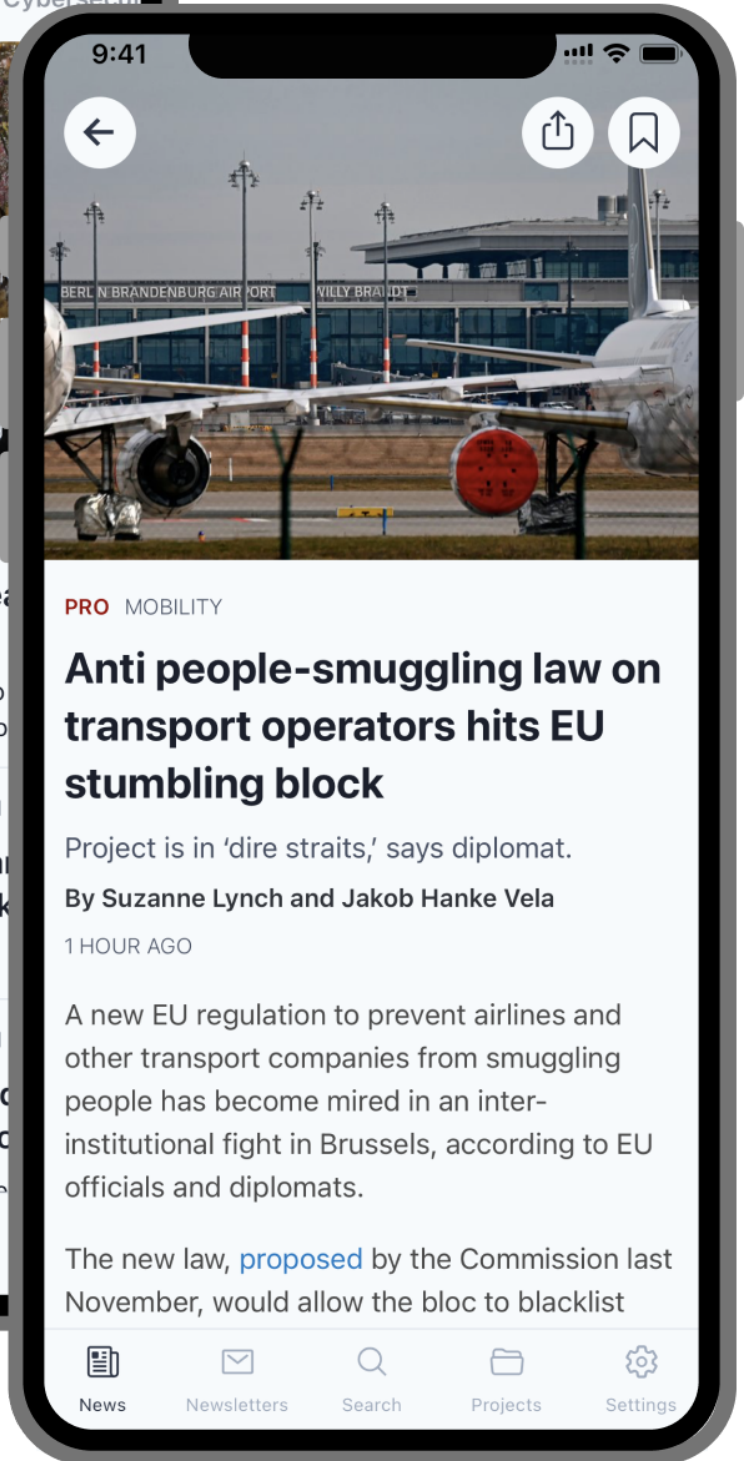 Cybersecuri
9:41
BERLIN BRANDENBURG AIRPORT WILLY BRANDT
PRO MOBILITY
Anti people-smuggling law on
transport operators hits EU
stumbling block
Project is in ‘dire straits,’ says diplomat.
By Suzanne Lynch and Jakob Hanke Vela
1 HOUR AGO
A new EU regulation to prevent airlines and
other transport companies from smuggling
people has become mired in an inter-
institutional fight in Brussels, according to EU
officials and diplomats.
The new law, proposed by the Commission last
November, would allow the bloc to blacklist
News Newsletters Search Projects Settings